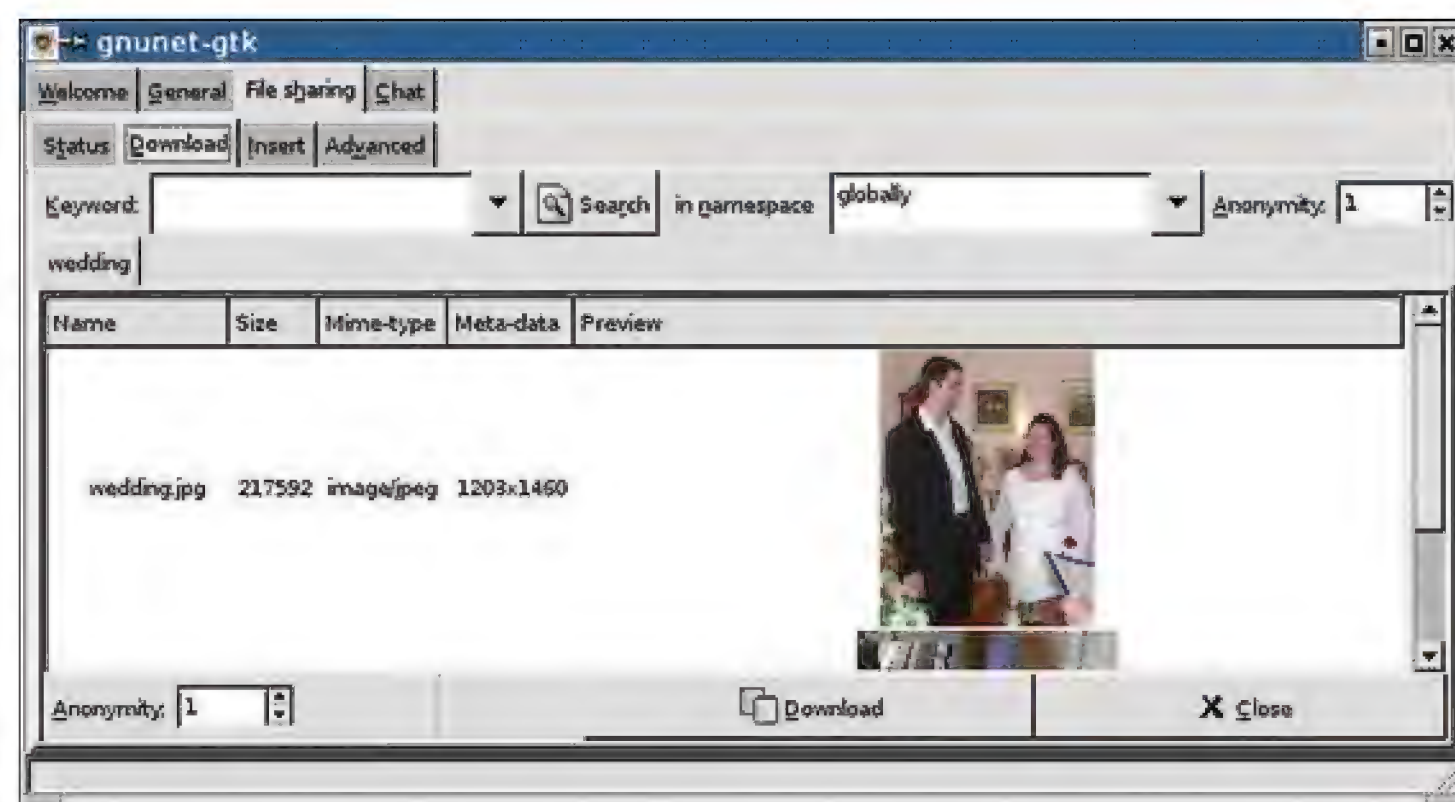 gnunet-gtk
Welcome General File sharing Chat
Status Download Insert Advanced
Keyword: Search in namespace globally Anonymity: 1
wedding
Name Size Mime-type Meta-data Preview
wedding.jpg 217592 image/jpeg 1203x1460
Anonymity: 1 Download Close